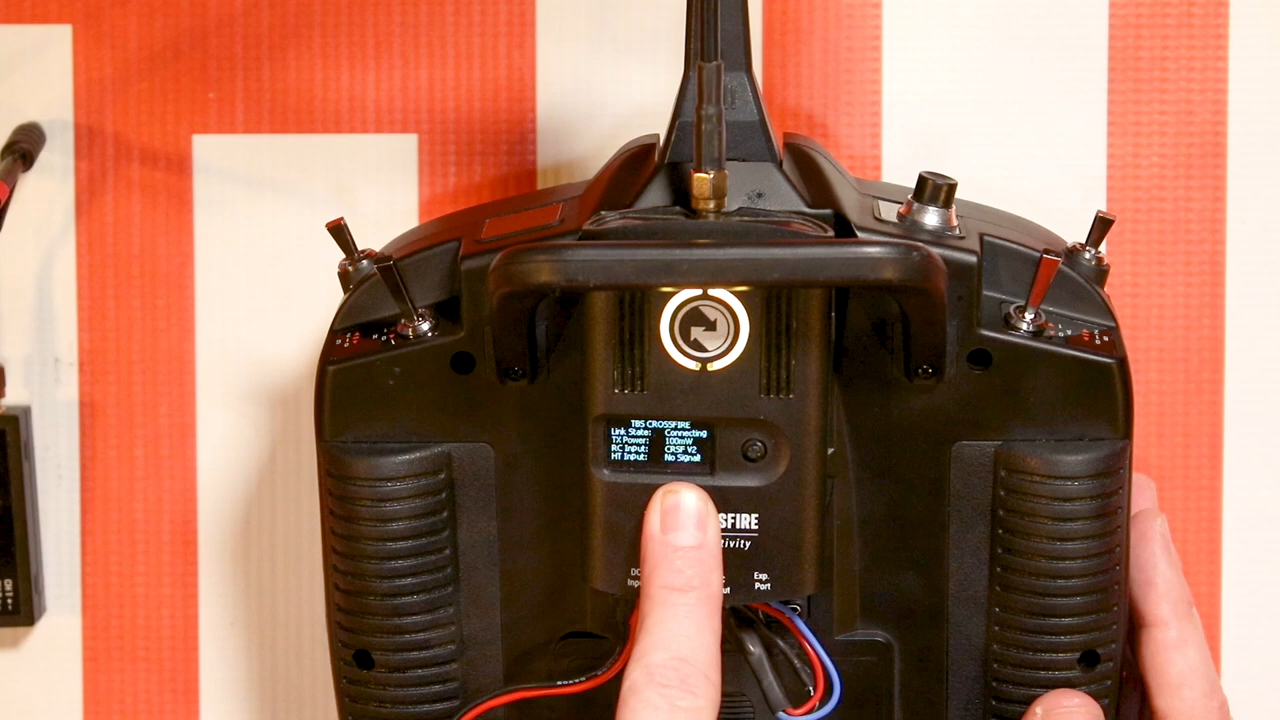 TBS CROSSFIRE
Link State: Connecting
TX Power: 100mW
RC Input: CRSF V2
HT Input: No Signal!
SFIRE
tivity
Exp.
Port